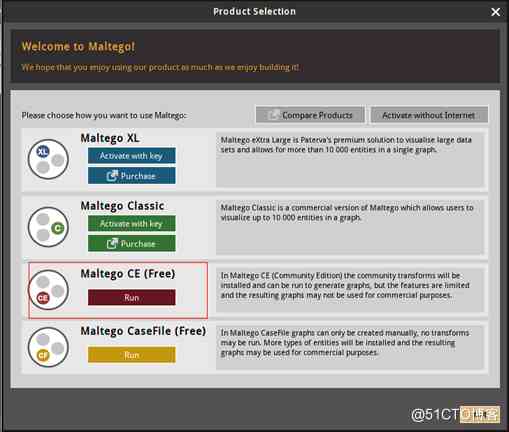 Product Selection
Welcome to Maltego!
We hope that you enjoy using our product as much as we enjoy building it!
Please choose how you want to use Maltego:
Compare Products
Activate without Internet
XL
Maltego XL
Activate with key
Purchase
Maltego eXtra Large is Paterva's premium solution to visualise large data
sets and allows for more than 10 000 entities in a single graph.
C
Maltego Classic
Activate with key
Purchase
Maltego Classic is a commercial version of Maltego which allows users to
visualize up to 10 000 entities in a graph.
CE
Maltego CE (Free)
Run
In Maltego CE (Community Edition) the community transforms will be
installed and can be run to generate graphs, but the features are limited
and the resulting graphs may not be used for commercial purposes.
CF
Maltego CaseFile (Free)
Run
In Maltego CaseFile graphs can only be created manually, no transforms
may be run. More types of entities will be installed and the resulting
graphs may be used for commercial purposes.
@51CTO博客